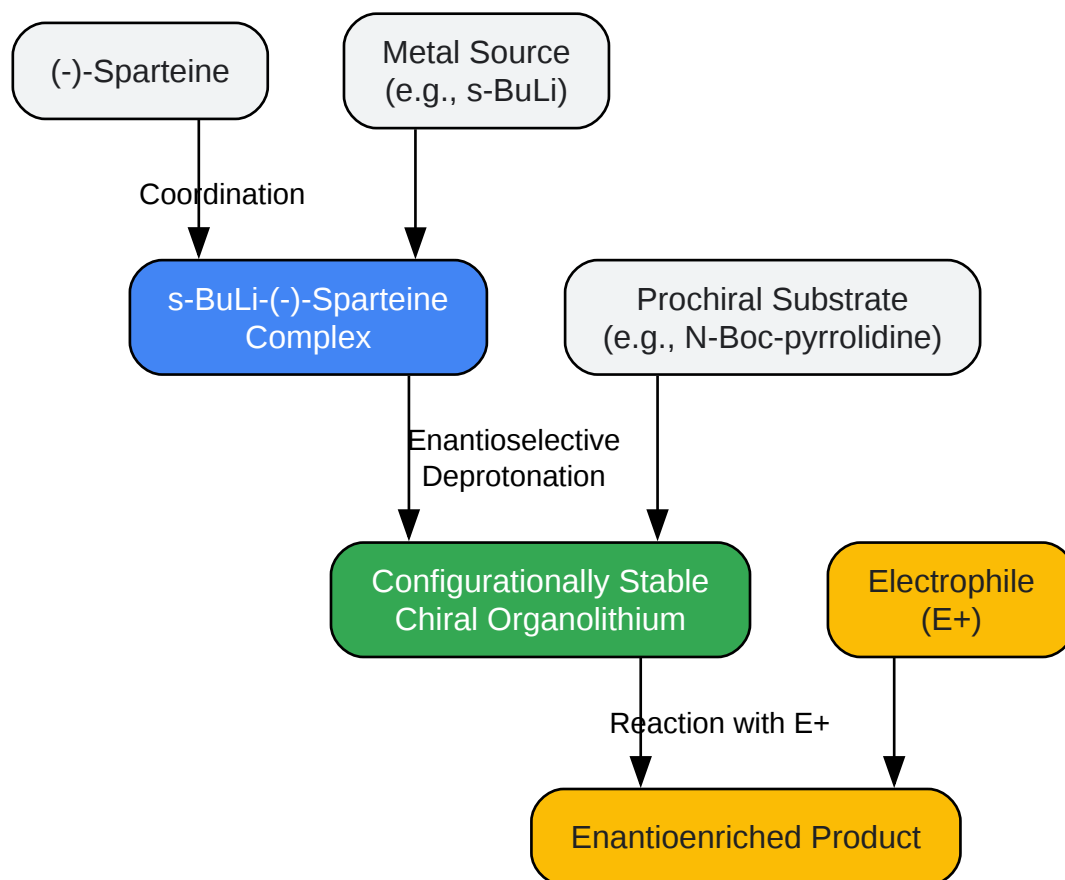 (-)-Sparteine
Metal Source
(e.g., s-BuLi)
Coordination
s-BuLi-(-)-Sparteine
Complex
Prochiral Substrate
(e.g., N-Boc-pyrrolidine)
Enantioselective
Deprotonation
Configurationally Stable
Chiral Organolithium
Electrophile
(E+)
Reaction with E+
Enantioenriched Product